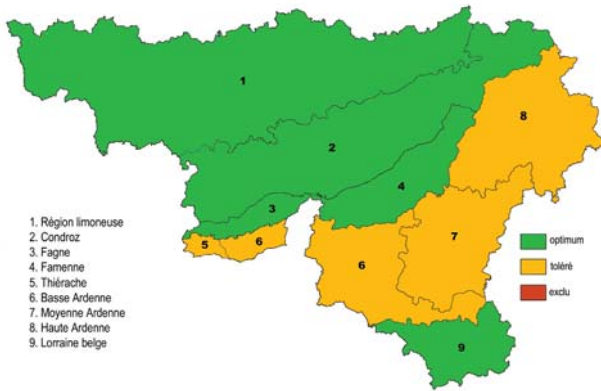 1
2
3
4
5
6
6
7
8
9
1. Région limoneuse
2. Condroz
3. Fagne
4. Famenne
5. Thiérache
6. Basse Ardenne
7. Moyenne Ardenne
8. Haute Ardenne
9. Lorraine belge
optimum
toléré
exclu